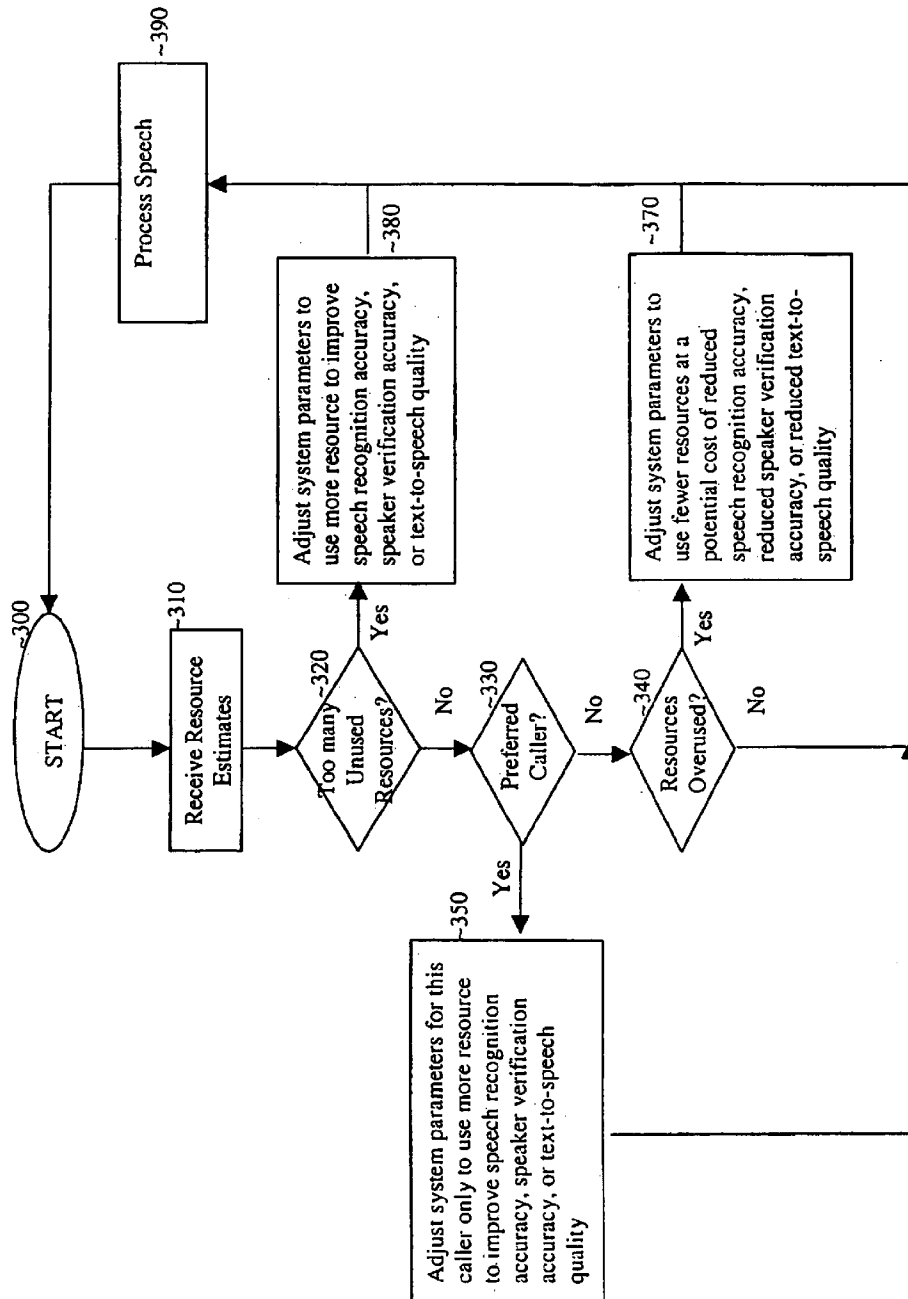 ~300
START
~310
Receive Resource
Estimates
~320
Too many
Unused
Resources?
Yes
No
~380
Adjust system parameters to
use more resource to improve
speech recognition accuracy,
speaker verification accuracy,
or text-to-speech quality
~390
Process Speech
~330
Preferred
Caller?
Yes
No
~350
Adjust system parameters for this
caller only to use more resource
to improve speech recognition
accuracy, speaker verification
accuracy, or text-to-speech
quality
~340
Resources
Overused?
Yes
No
~370
Adjust system parameters to
use fewer resources at a
potential cost of reduced
speech recognition accuracy,
reduced speaker verification
accuracy, or reduced text-to-
speech quality